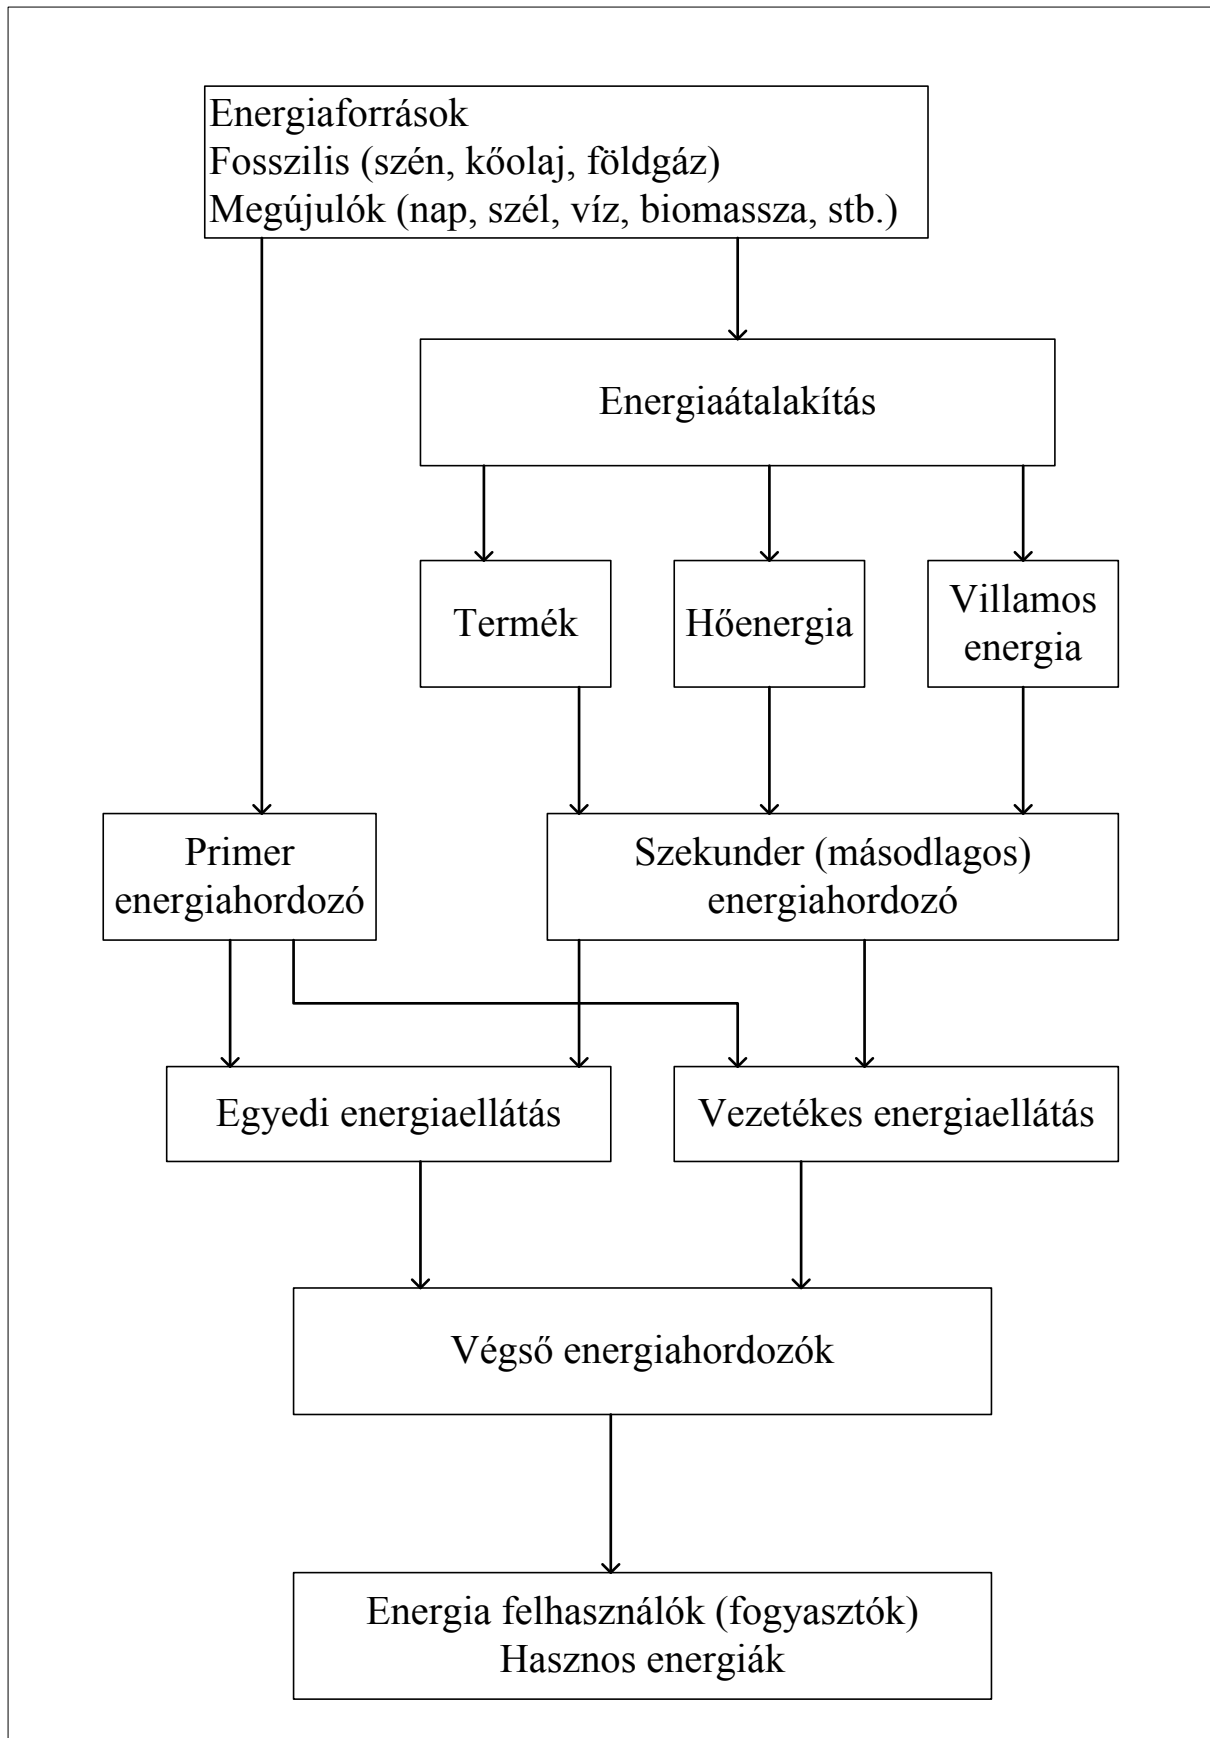 Energiaforrások
Fosszilis (szén, kőolaj, földgáz)
Megújulók (nap, szél, víz, biomassza, stb.)
Energiaátalakítás
Termék
Hőenergia
Villamos
energia
Primer
energiahordozó
Szekunder (másodlagos)
energiahordozó
Egyedi energiaellátás
Vezetékes energiaellátás
Végső energiahordozók
Energia felhasználók (fogyasztók)
Hasznos energiák